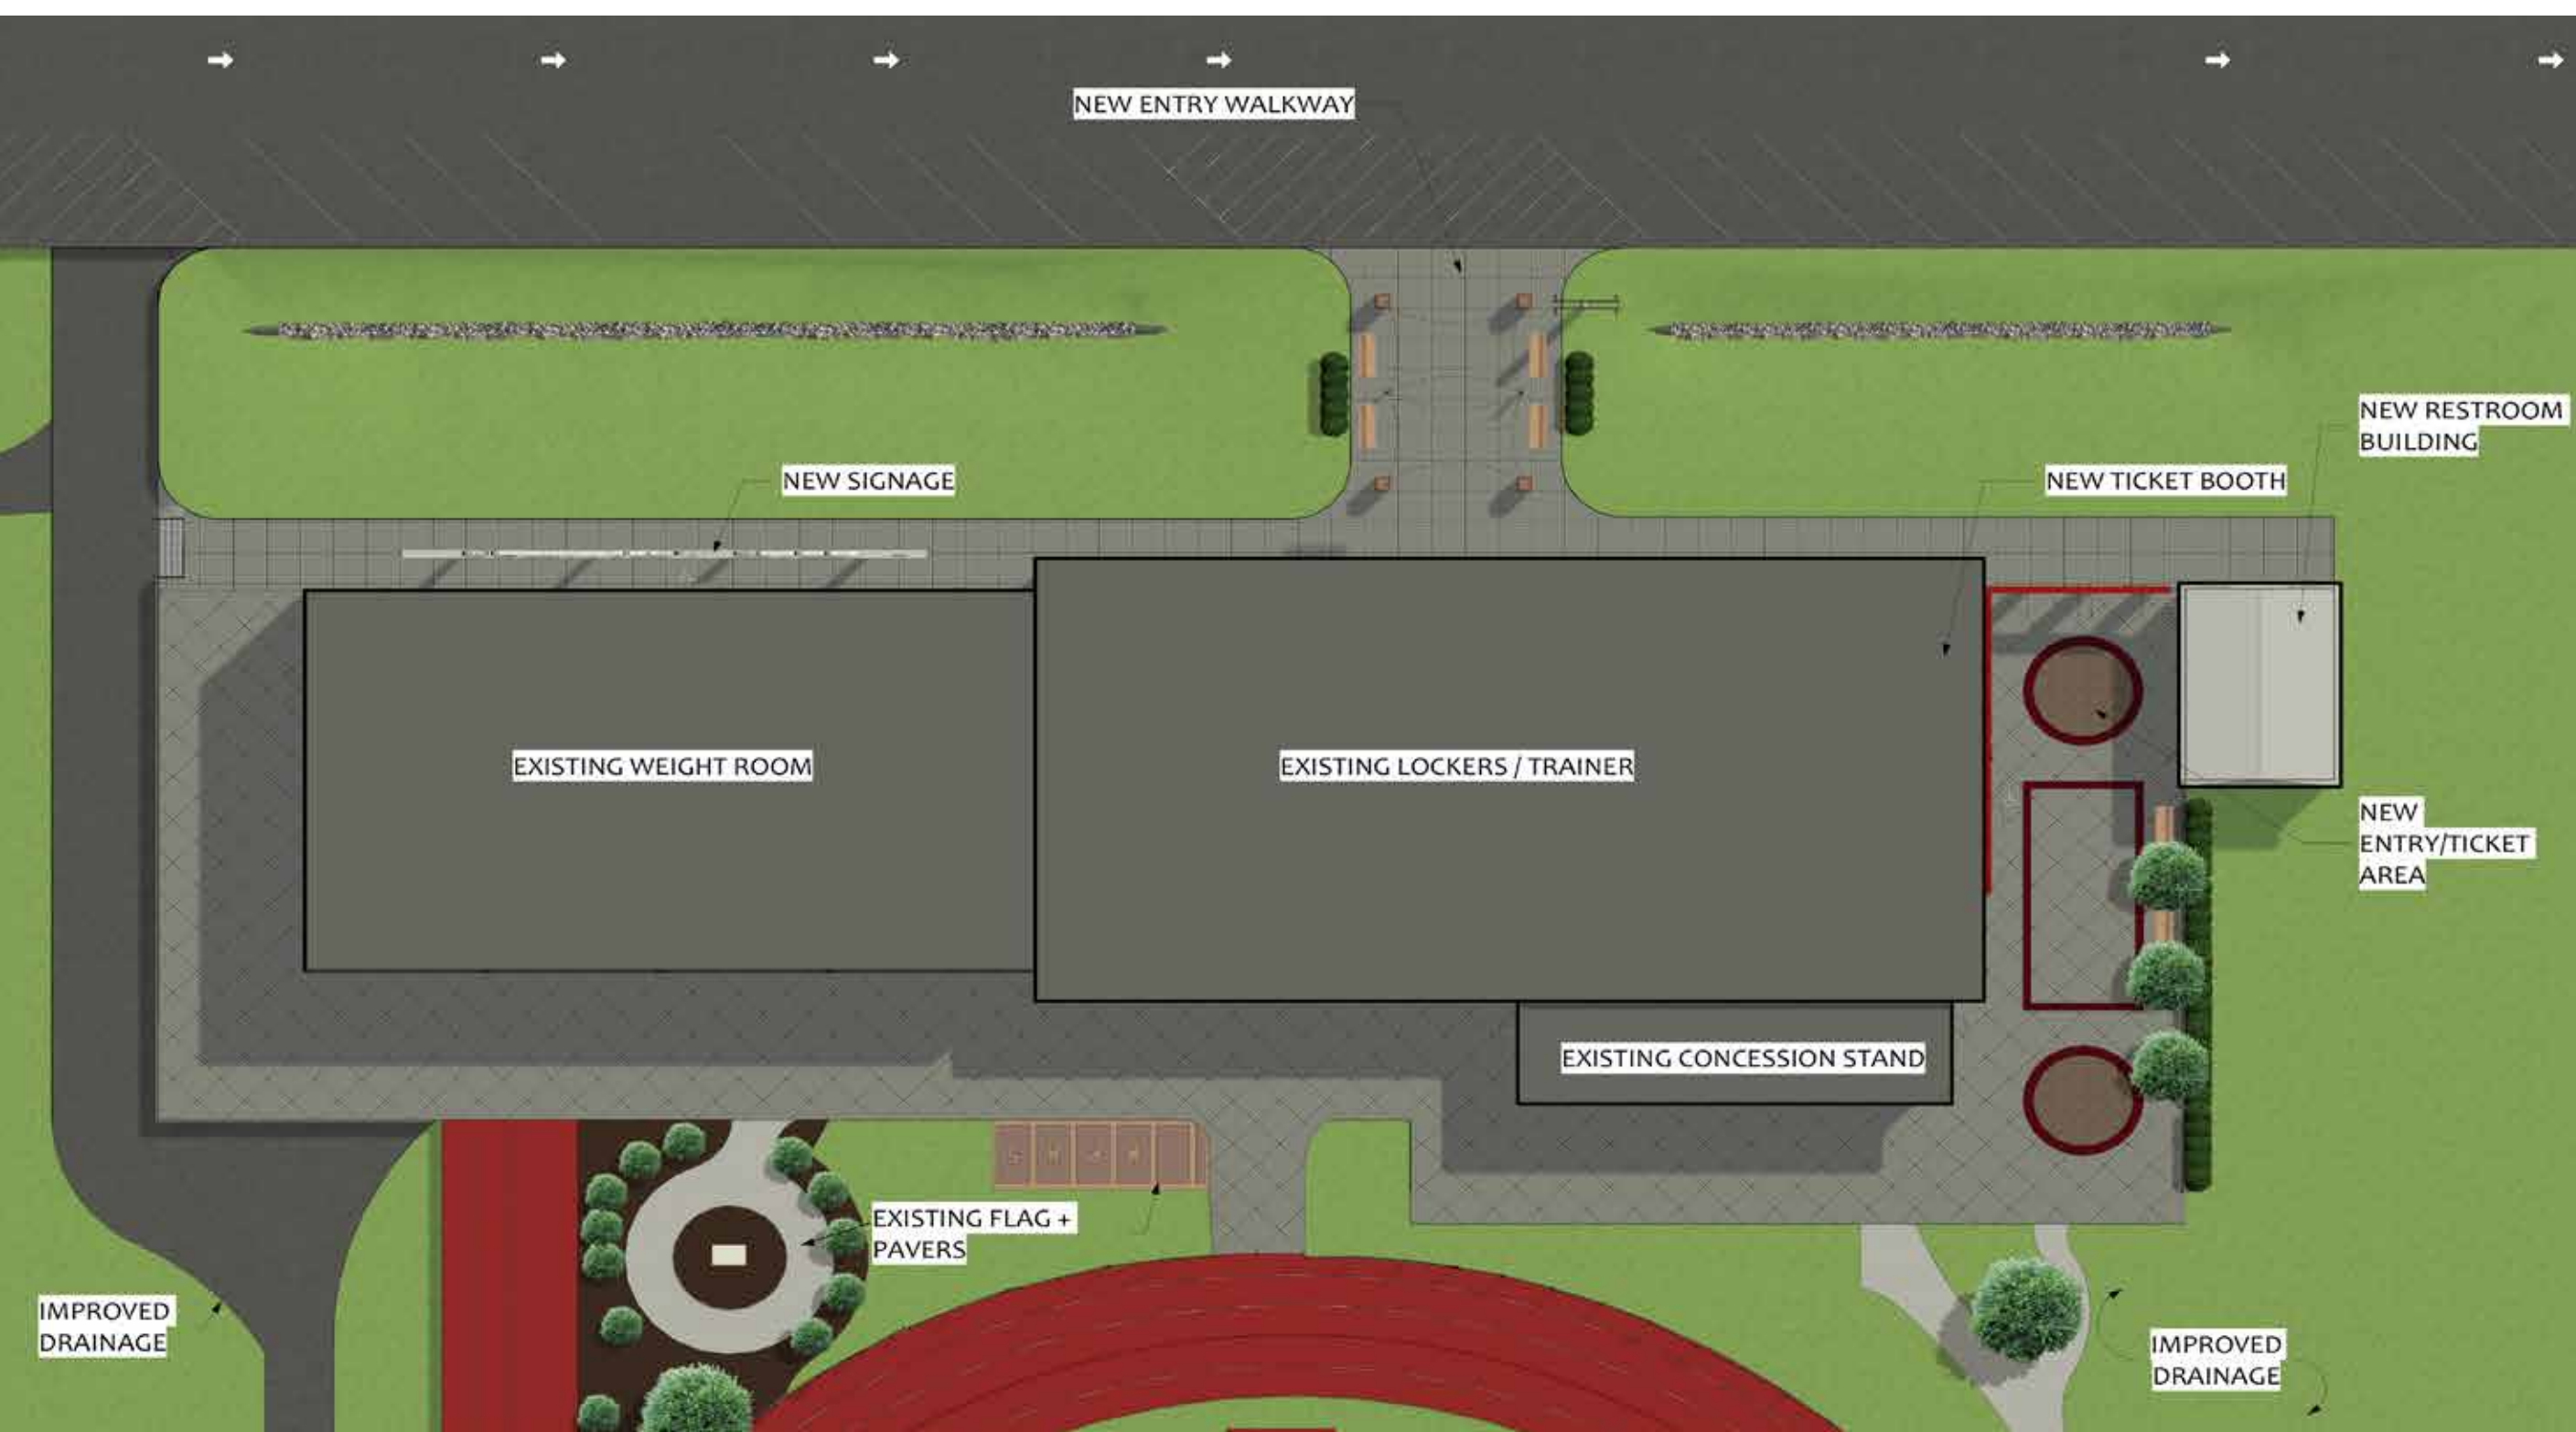 NEW ENTRY WALKWAY
NEW RESTROOM
BUILDING
NEW SIGNAGE
NEW TICKET BOOTH
EXISTING WEIGHT ROOM
EXISTING LOCKERS / TRAINER
NEW
ENTRY/TICKET
AREA
EXISTING CONCESSION STAND
EXISTING FLAG +
PAVERS
IMPROVED
DRAINAGE
IMPROVED
DRAINAGE